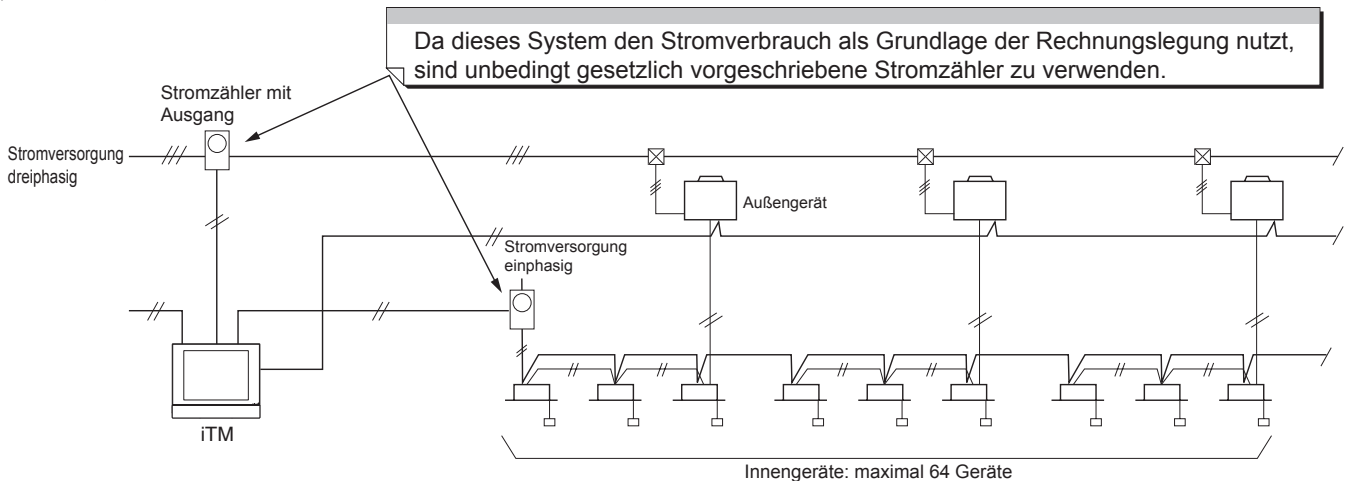 Da dieses System den Stromverbrauch als Grundlage der Rechnungslegung nutzt,
sind unbedingt gesetzlich vorgeschriebene Stromzähler zu verwenden.
Stromzähler mit
Ausgang
Stromversorgung
dreiphasig
Außengerät
Stromversorgung
einphasig
iTM
Innengeräte: maximal 64 Geräte